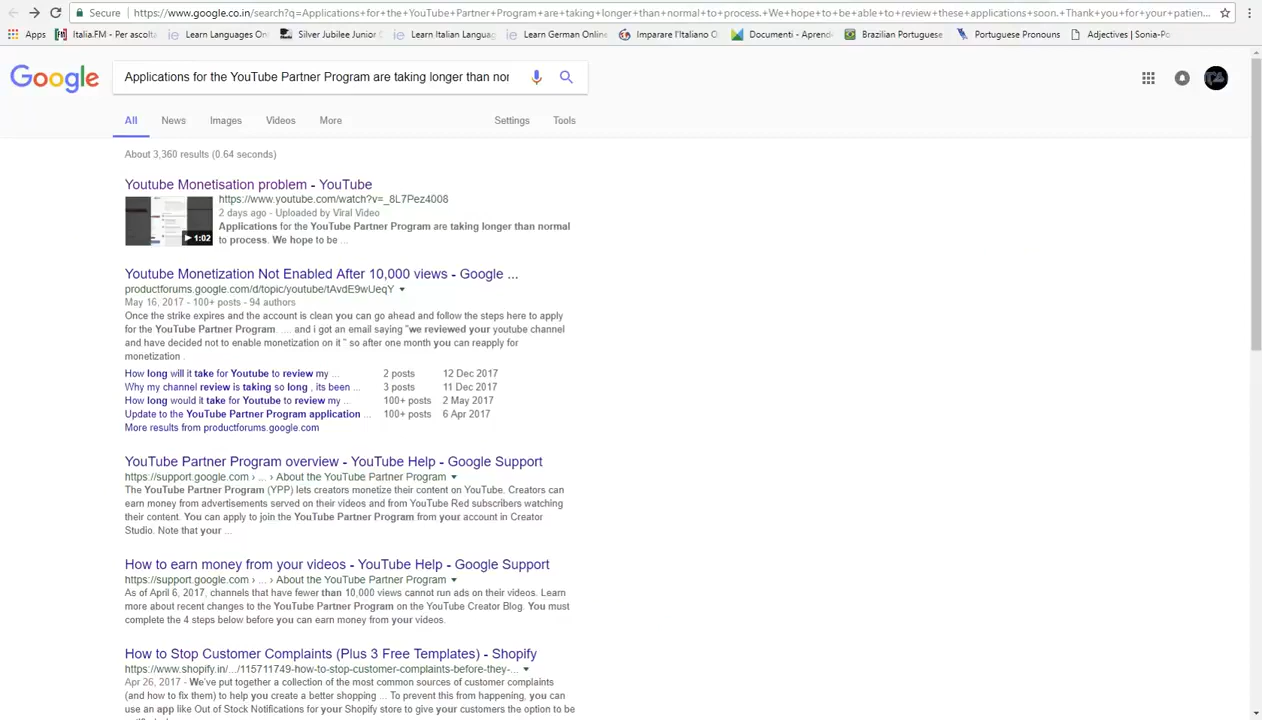 Secure https://www.google.co.in/search?q=Applications+for+the+YouTube+Partner+Program+are+taking+longer+than+normal+to+process.+We+hope+to+be+able+to+review+these+applications+soon.+Thank+you+for+your+patien...
Apps Italia.FM - Per ascolta Learn Languages On Silver Jubilee Junior Learn Italian Languag Learn German Online Imparare l'Italiano O Documenti - Aprend Brazilian Portuguese Portuguese Pronouns Adjectives | Sonia-Po
Google Applications for the YouTube Partner Program are taking longer than nor
All News Images Videos More Settings Tools
About 3,360 results (0.64 seconds)
Youtube Monetisation problem - YouTube
https://www.youtube.com/watch?v=_8L7Pez4008
2 days ago - Uploaded by Viral Video
Applications for the YouTube Partner Program are taking longer than normal
to process. We hope to be ...
1:02
Youtube Monetization Not Enabled After 10,000 views - Google ...
productforums.google.com/d/topic/youtube/tAvdE9wUeqY
May 16, 2017 - 100+ posts - 94 authors
Once the strike expires and the account is clean you can go ahead and follow the steps here to apply
for the YouTube Partner Program. .... and i got an email saying "we reviewed your youtube channel
and have decided not to enable monetization on it " so after one month you can reapply for
monetization .
How long will it take for Youtube to review my ... 2 posts 12 Dec 2017
Why my channel review is taking so long , its been ... 3 posts 11 Dec 2017
How long would it take for Youtube to review my ... 100+ posts 2 May 2017
Update to the YouTube Partner Program application ... 100+ posts 6 Apr 2017
More results from productforums.google.com
YouTube Partner Program overview - YouTube Help - Google Support
https://support.google.com › ... › About the YouTube Partner Program
The YouTube Partner Program (YPP) lets creators monetize their content on YouTube. Creators can
earn money from advertisements served on their videos and from YouTube Red subscribers watching
their content. You can apply to join the YouTube Partner Program from your account in Creator
Studio. Note that your ...
How to earn money from your videos - YouTube Help - Google Support
https://support.google.com › ... › About the YouTube Partner Program
As of April 6, 2017, channels that have fewer than 10,000 views cannot run ads on their videos. Learn
more about recent changes to the YouTube Partner Program on the YouTube Creator Blog. You must
complete the 4 steps below before you can earn money from your videos.
How to Stop Customer Complaints (Plus 3 Free Templates) - Shopify
https://www.shopify.in/.../115711749-how-to-stop-customer-complaints-before-they-...
Apr 26, 2017 - We've put together a collection of the most common sources of customer complaints
(and how to fix them) to help you create a better shopping ... To prevent this from happening, you can
use an app like Out of Stock Notifications for your Shopify store to give your customers the option to be